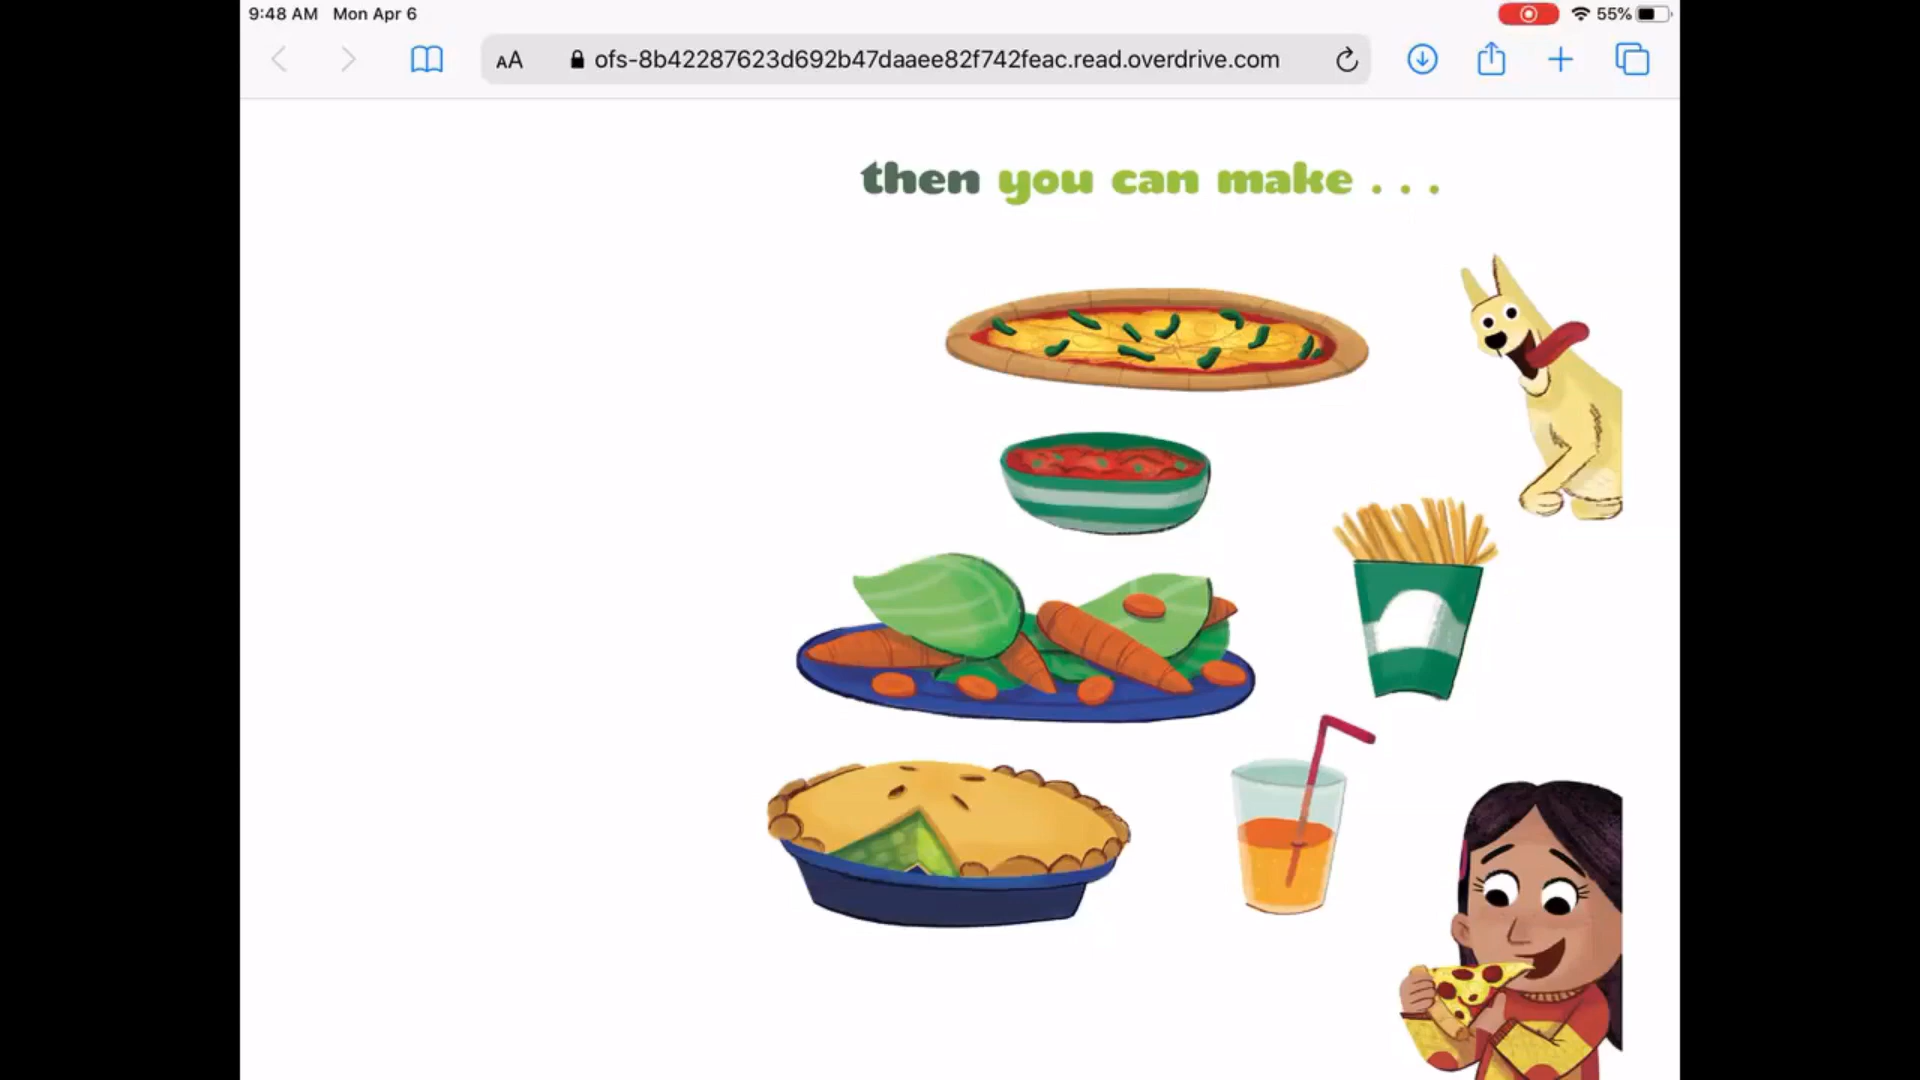 9:48 AM Mon Apr 6 55%
AA ofs-8b42287623d692b47daaee82f742feac.read.overdrive.com
then you can make . . .